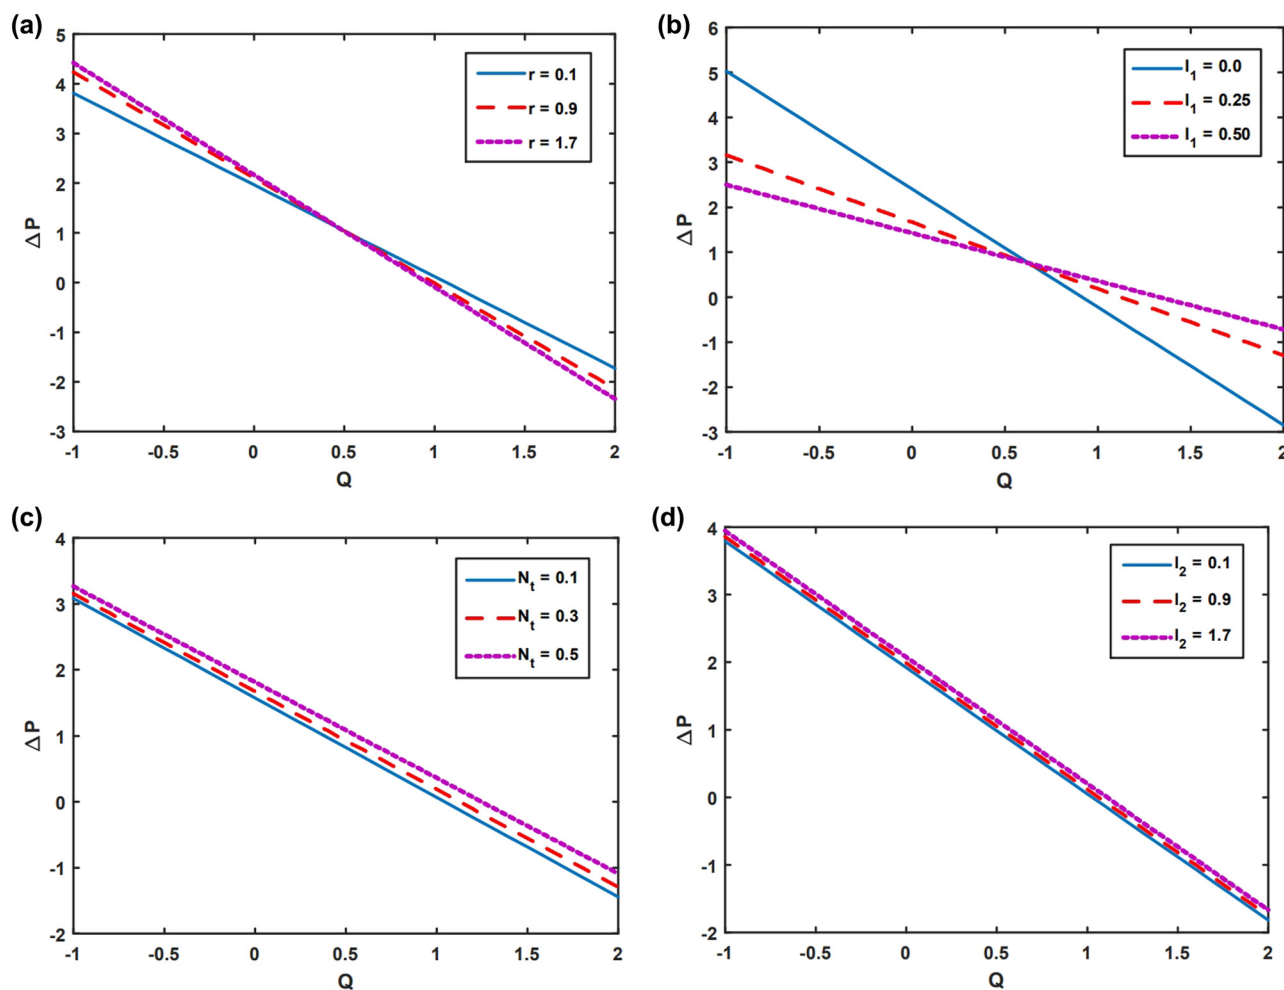 (a)
5
4
3
2
1
0
-1
-2
-3
ΔP
r = 0.1
r = 0.9
r = 1.7
-1 -0.5 0 0.5 1 1.5 2
Q
(b)
6
5
4
3
2
1
0
-1
-2
-3
ΔP
l₁ = 0.0
l₁ = 0.25
l₁ = 0.50
-1 -0.5 0 0.5 1 1.5 2
Q
(c)
4
3
2
1
0
-1
-2
ΔP
Nₜ = 0.1
Nₜ = 0.3
Nₜ = 0.5
-1 -0.5 0 0.5 1 1.5 2
Q
(d)
4
3
2
1
0
-1
-2
ΔP
l₂ = 0.1
l₂ = 0.9
l₂ = 1.7
-1 -0.5 0 0.5 1 1.5 2
Q